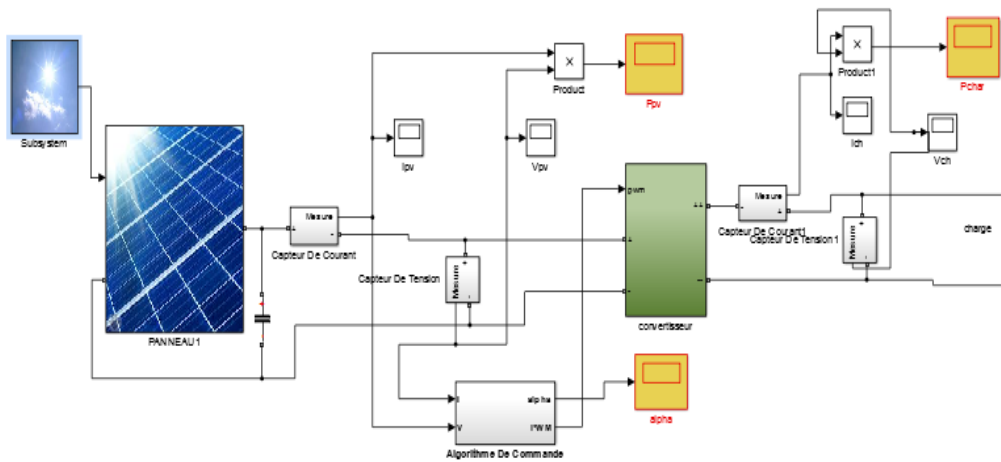 Subsystem
PANNEAU1
Mesure
+
-
Capteur De Courant
Ipv
×
Product
Ppv
Vpv
Capteur De Tension
Mesure
+
-
I
V
alpha
PWM
Algorithme De Commande
alpha
pwm
+
-
++
--
convertisseur
Mesure
-
+
Capteur De Courant1
×
Product1
Pchar
Ich
Vch
Capteur De Tension 1
Mesure
+
-
charge